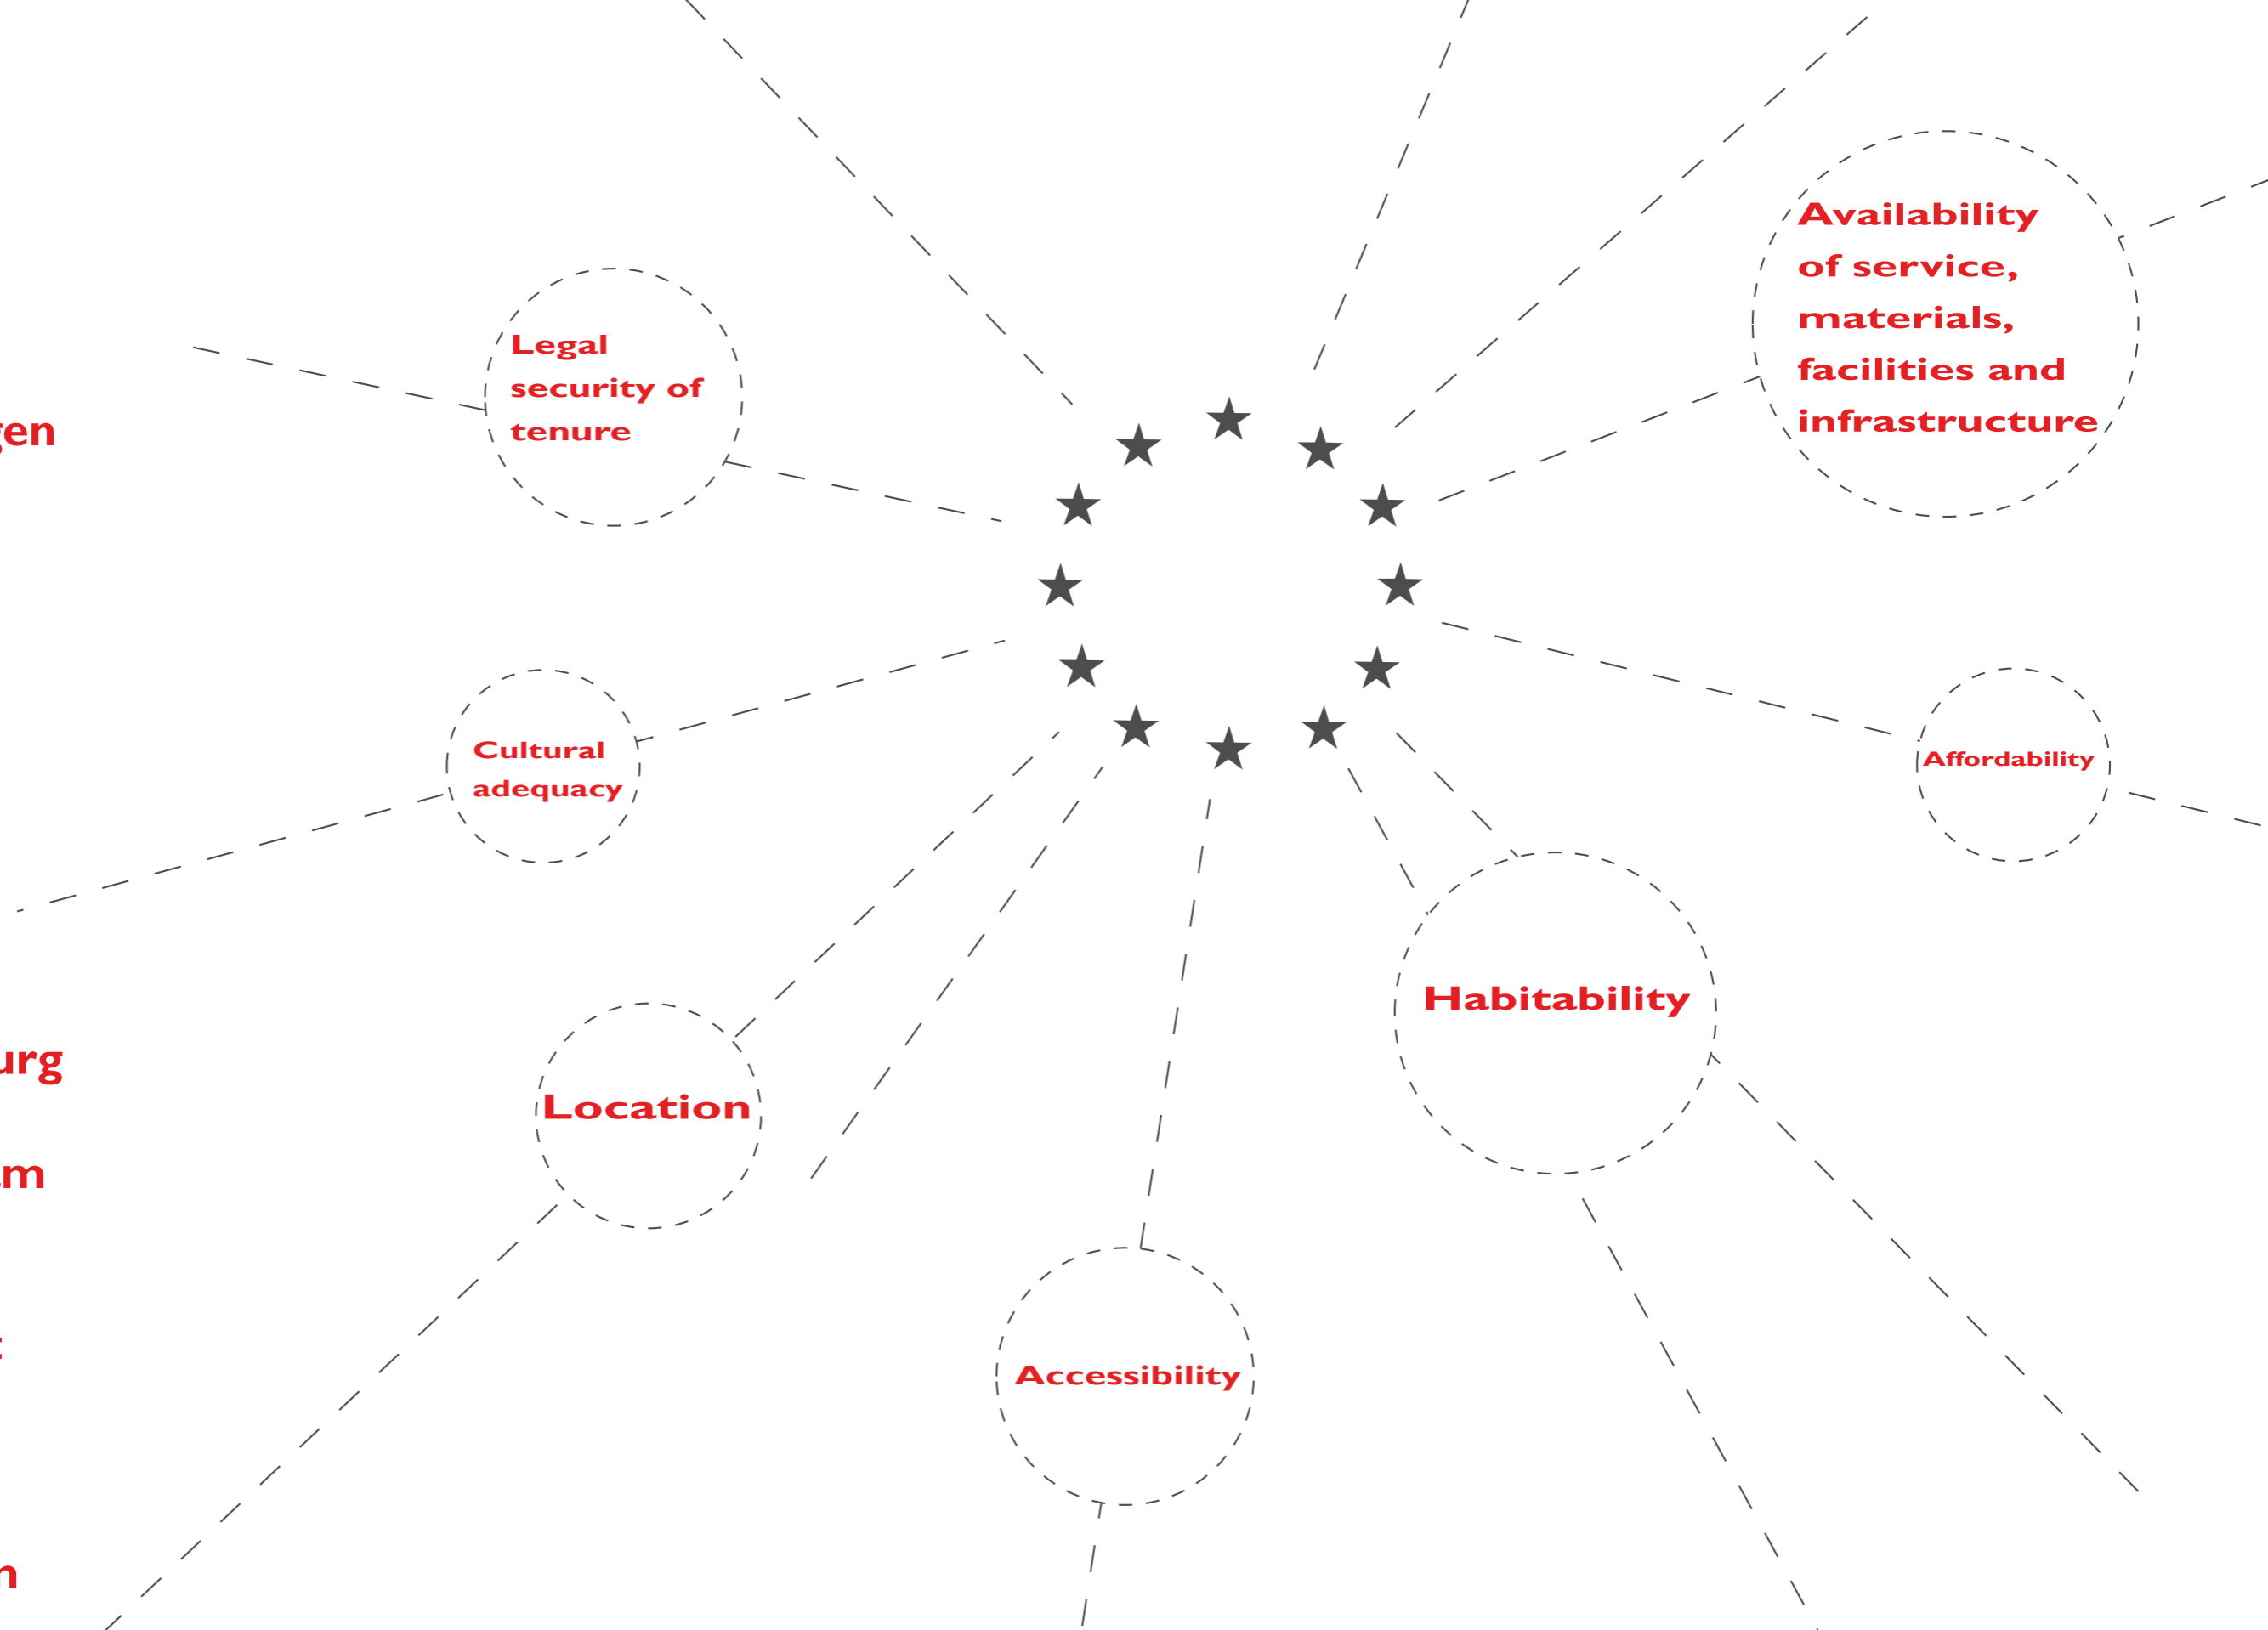 Availability
of service,
materials,
facilities and
infrastructure
Legal
security of
tenure
Cultural
adequacy
Affordability
Habitability
Location
Accessibility